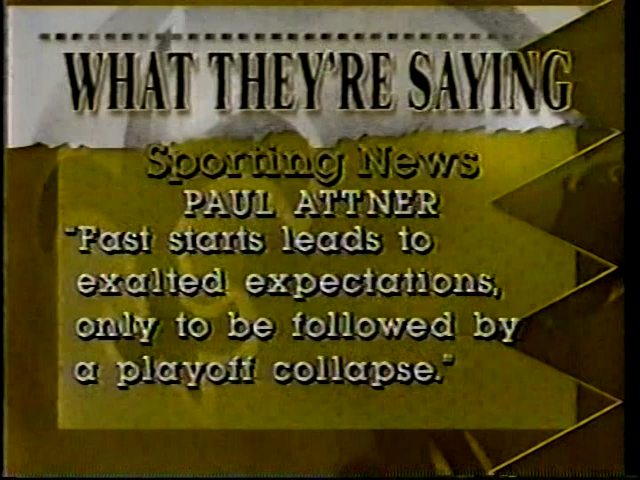 WHAT THEY'RE SAYING
Sporting News
PAUL ATTNER
"Fast starts leads to
exalted expectations,
only to be followed by
a playoff collapse."